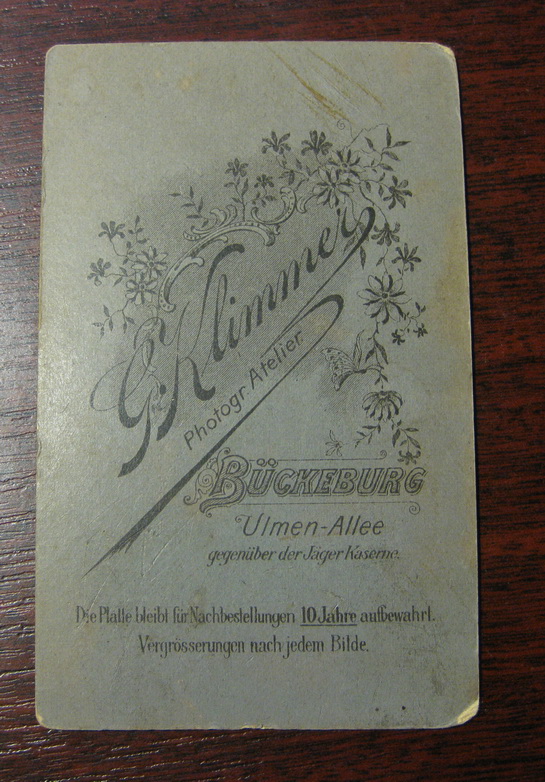 G. Klimmer
Photogr. Atelier
BÜCKEBURG
Ulmen-Allee
gegenüber der Jäger Kaserne.
Die Platte bleibt für Nachbestellungen 10 Jahre aufbewahrt.
Vergrösserungen nach jedem Bilde.